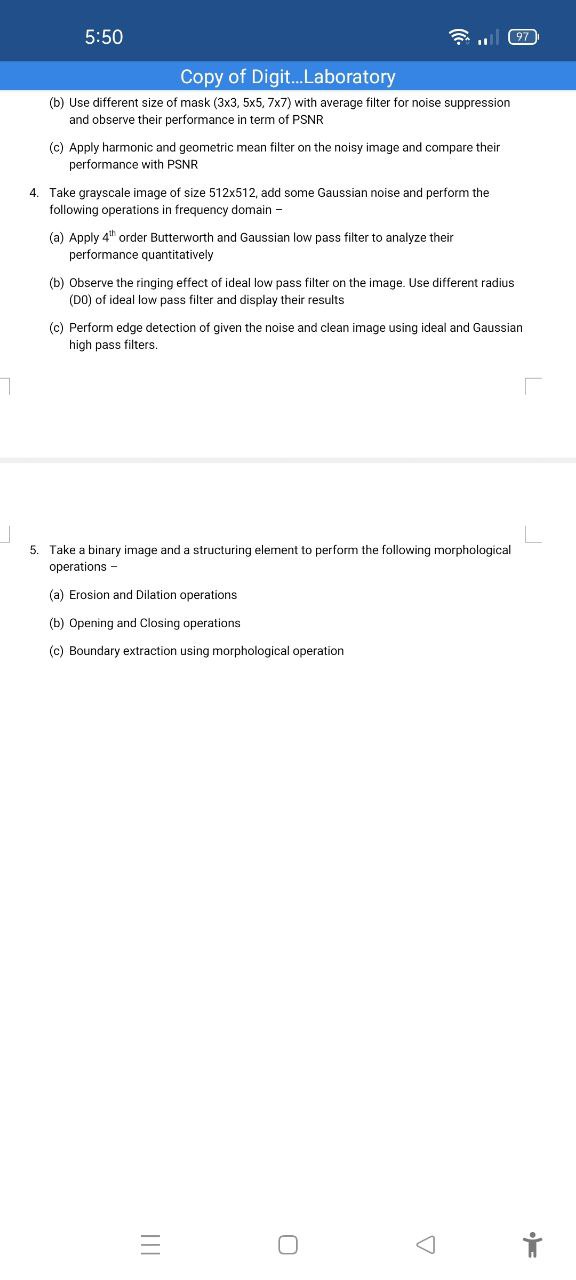 5:50
97
Copy of Digit...Laboratory
(b) Use different size of mask (3x3, 5x5, 7x7) with average filter for noise suppression
and observe their performance in term of PSNR
(c) Apply harmonic and geometric mean filter on the noisy image and compare their
performance with PSNR
4. Take grayscale image of size 512x512, add some Gaussian noise and perform the
following operations in frequency domain –
(a) Apply 4th order Butterworth and Gaussian low pass filter to analyze their
performance quantitatively
(b) Observe the ringing effect of ideal low pass filter on the image. Use different radius
(D0) of ideal low pass filter and display their results
(c) Perform edge detection of given the noise and clean image using ideal and Gaussian
high pass filters.
5. Take a binary image and a structuring element to perform the following morphological
operations –
(a) Erosion and Dilation operations
(b) Opening and Closing operations
(c) Boundary extraction using morphological operation